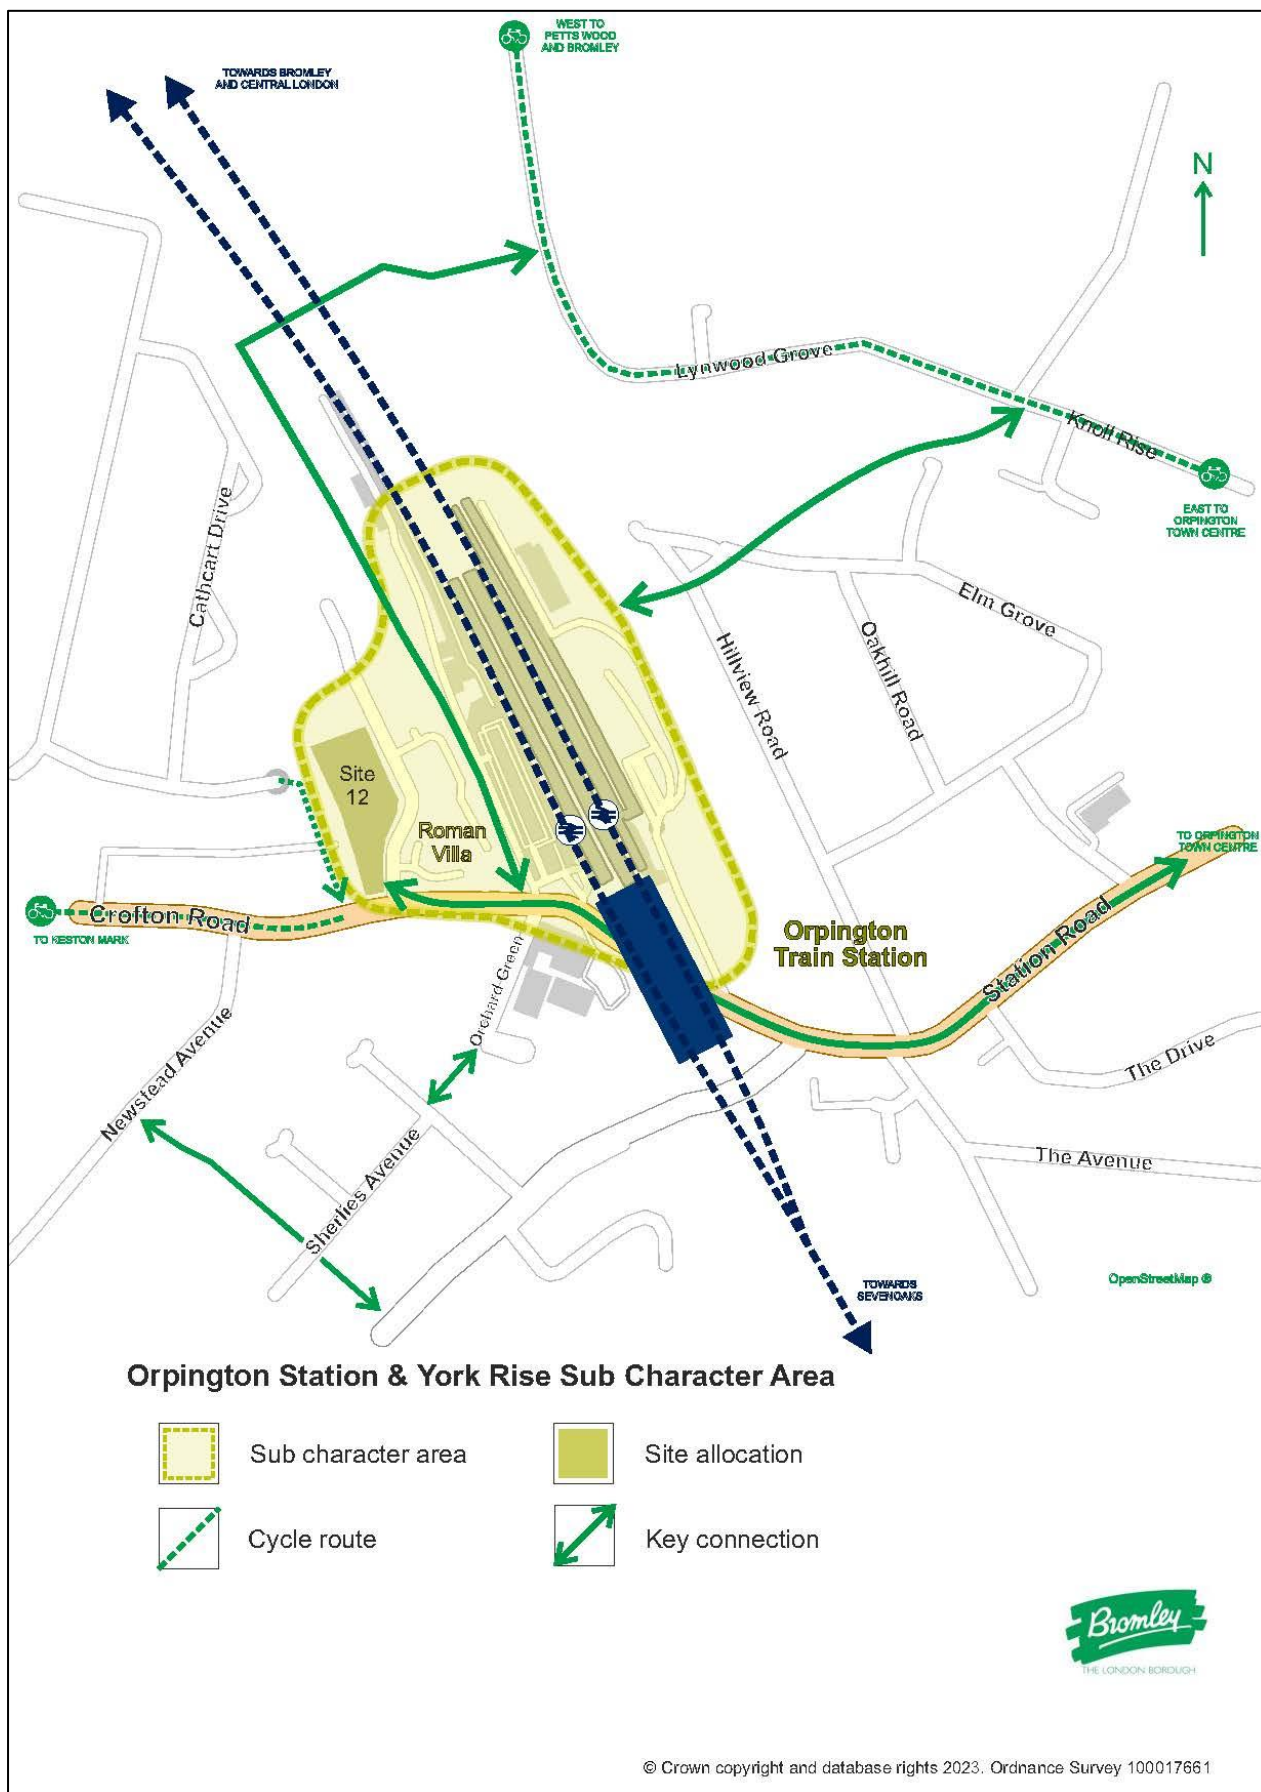 WEST TO
PETTS WOOD
AND BROMLEY
TOWARDS BROMLEY
AND CENTRAL LONDON
N
Lynwood Grove
Knoll Rise
EAST TO
ORPINGTON
TOWN CENTRE
Cathcart Drive
Elm Grove
Oakhill Road
Hillview Road
Site
12
Roman
Villa
TO ORPINGTON
TOWN CENTRE
Crofton Road
TO KESTON MARK
Orpington
Train Station
Station Road
Orchard Green
Newstead Avenue
The Drive
Sherlies Avenue
The Avenue
TOWARDS
SEVENOAKS
OpenStreetMap ®
Orpington Station & York Rise Sub Character Area
Sub character area
Site allocation
Cycle route
Key connection
Bromley
THE LONDON BOROUGH
© Crown copyright and database rights 2023. Ordnance Survey 100017661